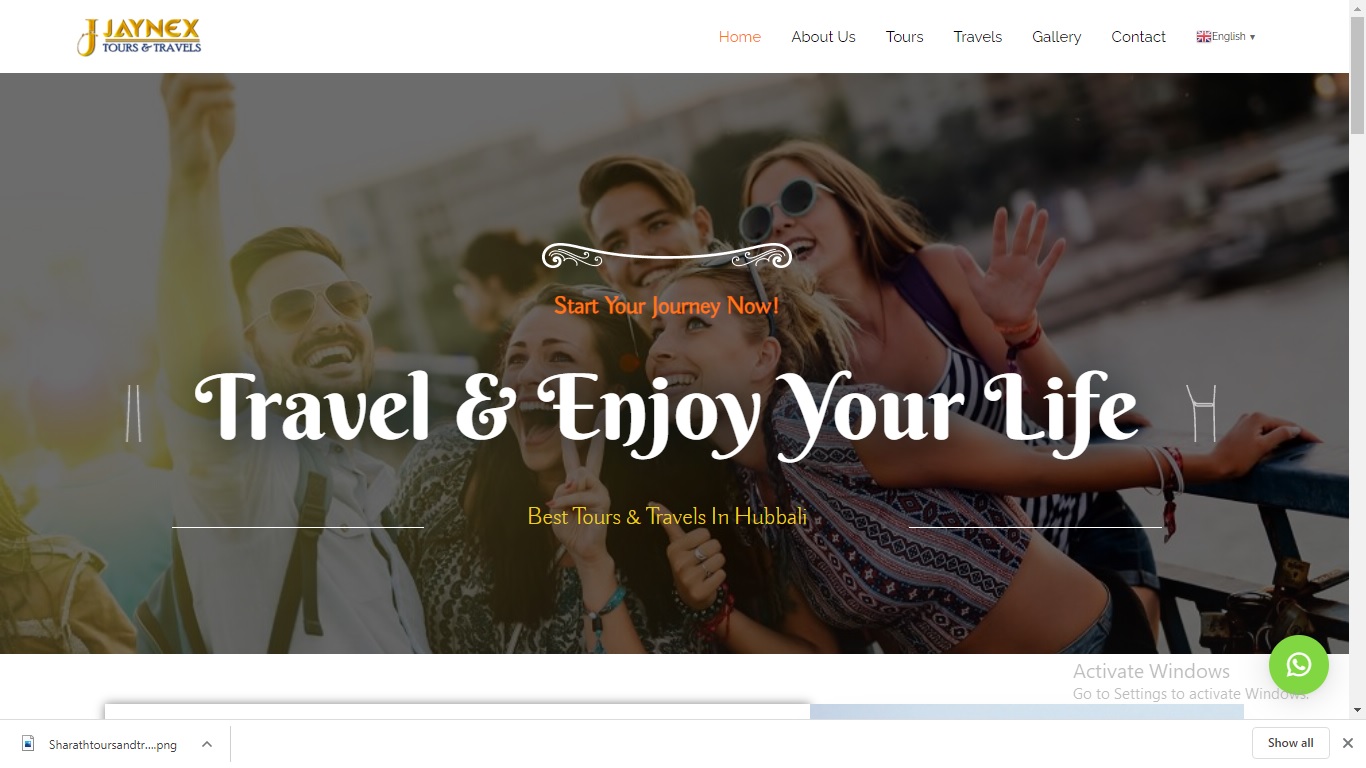 JAYNEX
TOURS & TRAVELS
Home
About Us
Tours
Travels
Gallery
Contact
English ▼
Start Your Journey Now!
Travel & Enjoy Your Life
Best Tours & Travels In Hubbali
Activate Windows
Go to Settings to activate Windows.
Sharathtoursandtr....png
Show all